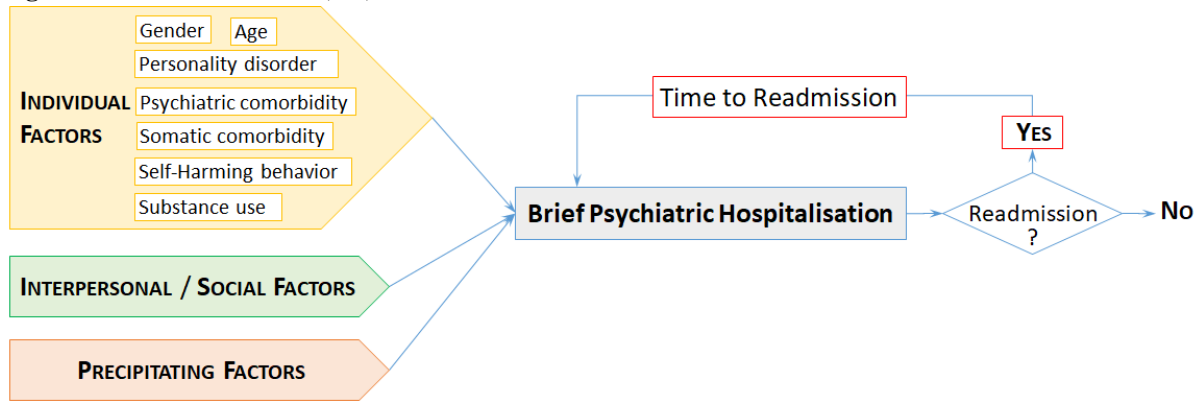 Gender
Age
Personality disorder
INDIVIDUAL
FACTORS
Psychiatric comorbidity
Somatic comorbidity
Self-Harming behavior
Substance use
INTERPERSONAL / SOCIAL FACTORS
PRECIPITATING FACTORS
Time to Readmission
YES
Brief Psychiatric Hospitalisation
Readmission
?
NO